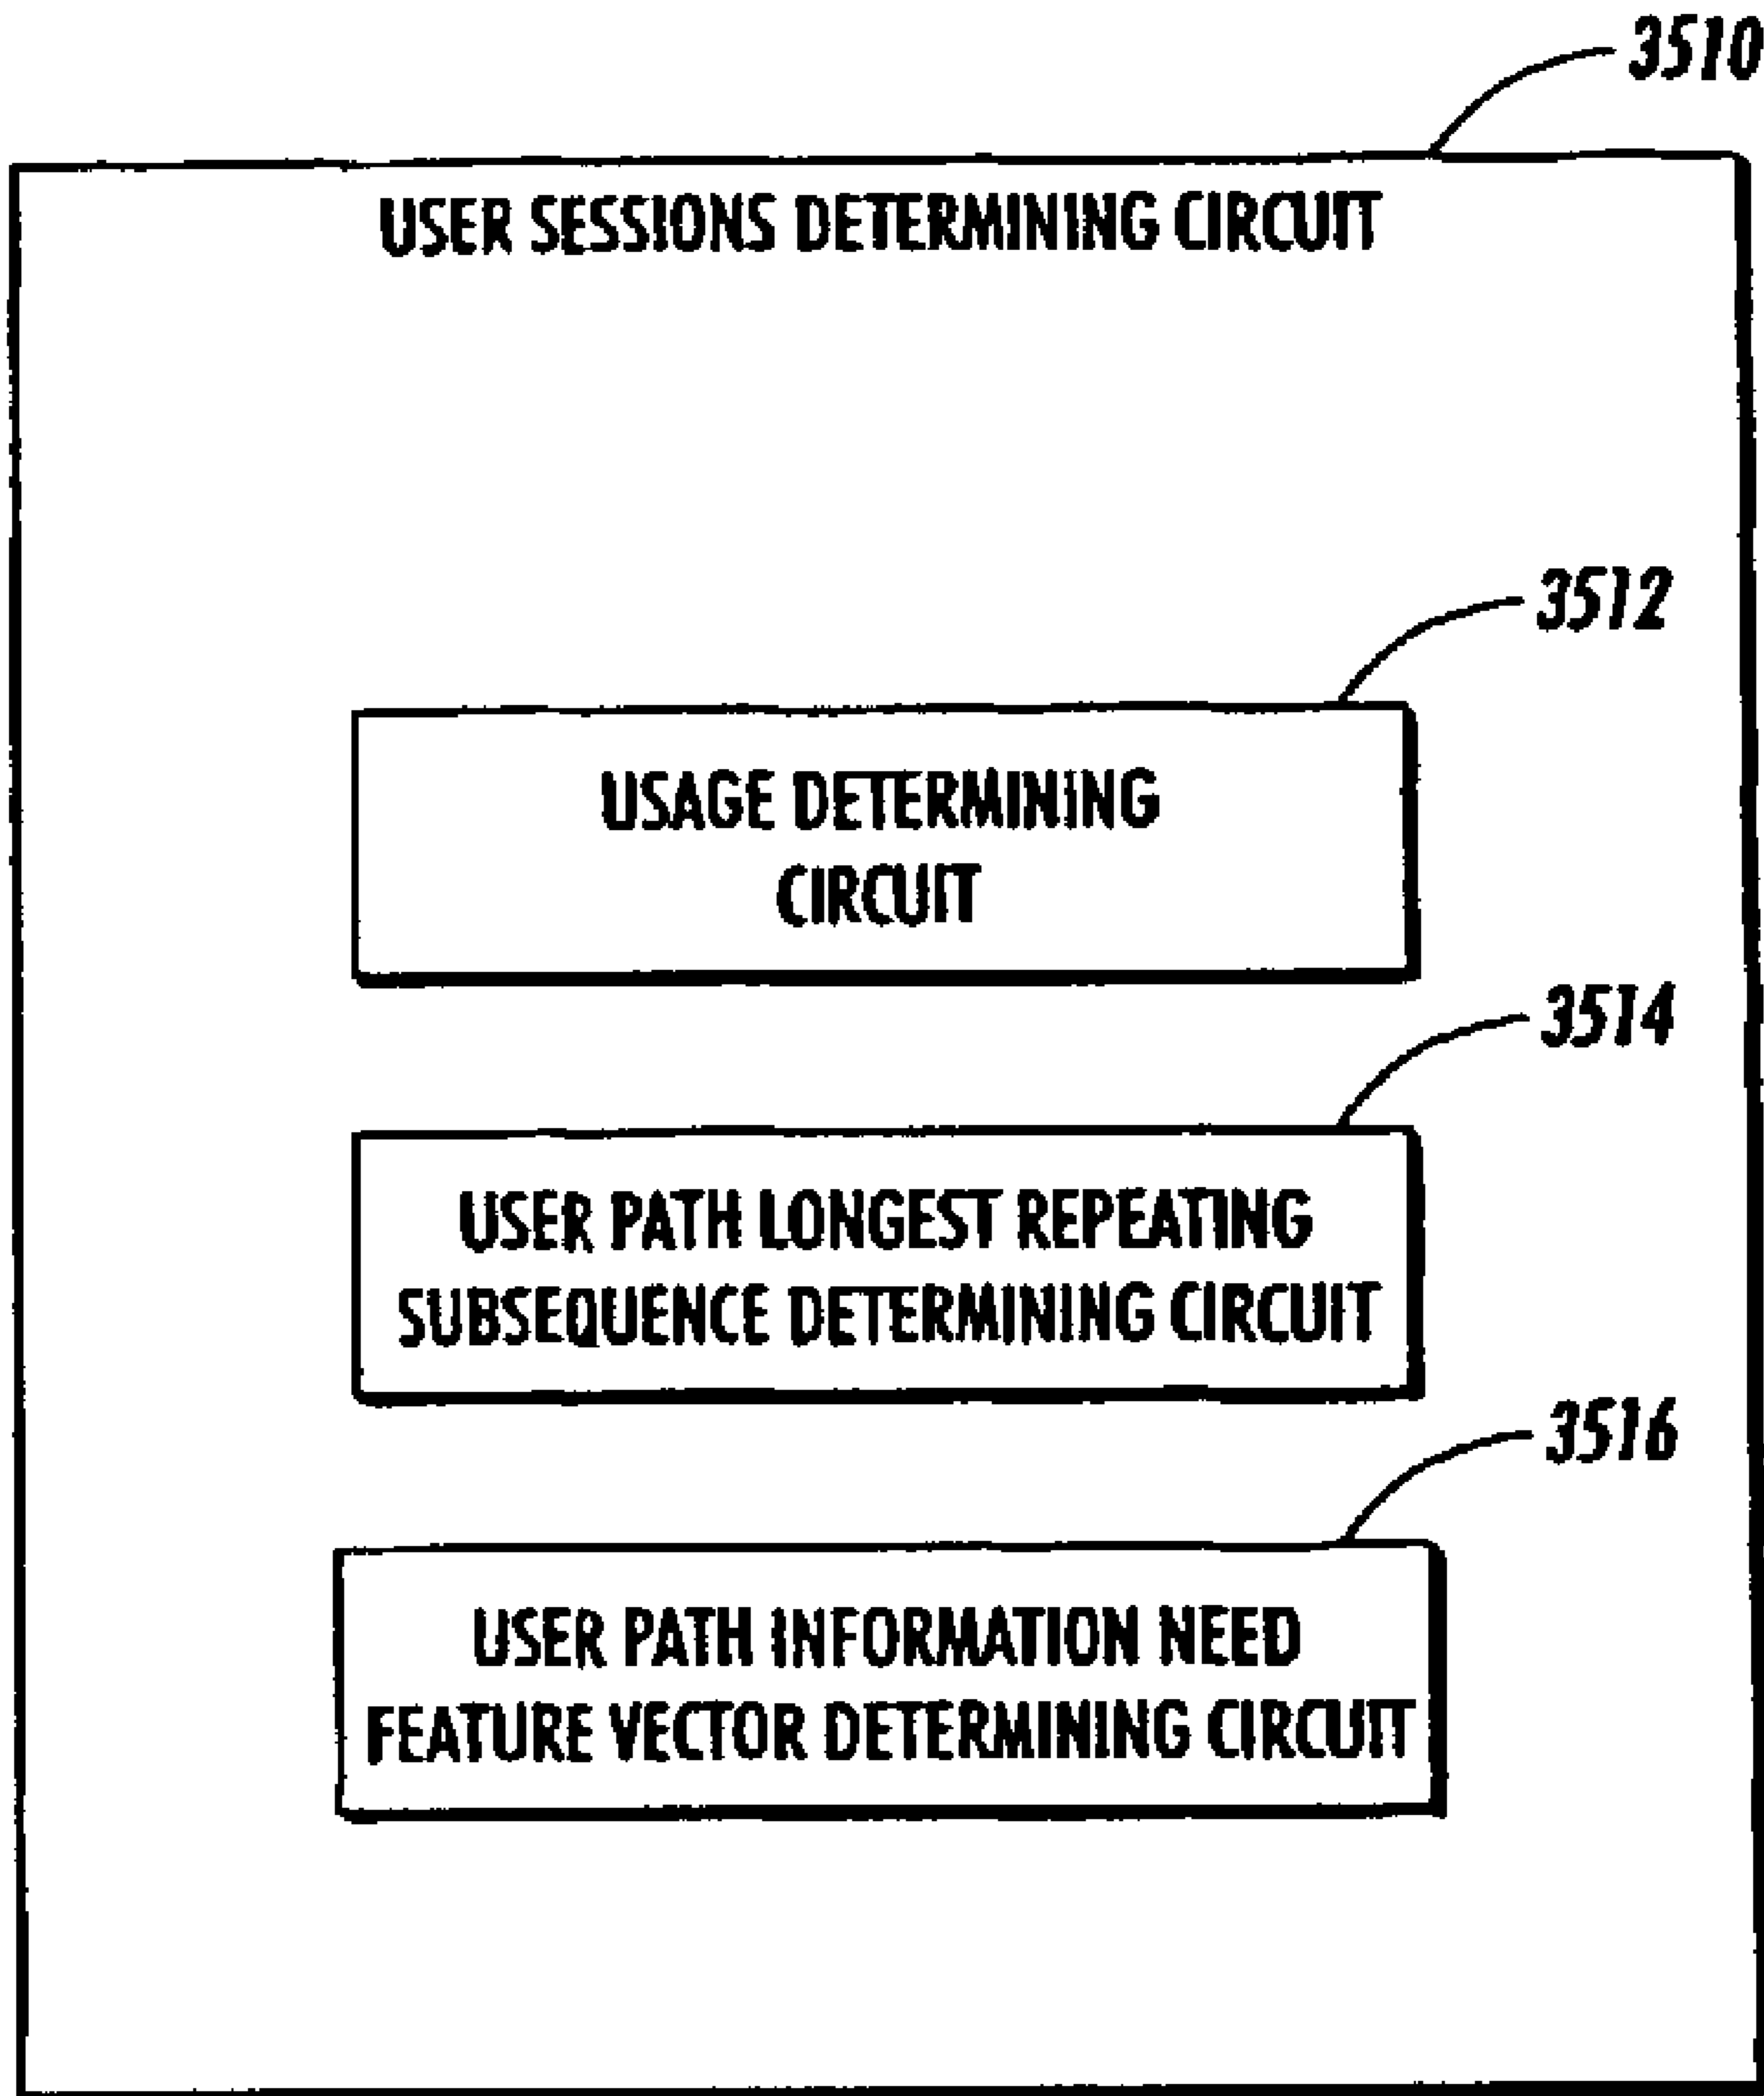 3510
USER SESSIONS DETERMINING CIRCUIT
3512
USAGE DETERMINING
CIRCUIT
3514
USER PATH LONGEST REPEATING
SUBSEQUENCE DETERMINING CIRCUIT
3516
USER PATH INFORMATION NEED
FEATURE VECTOR DETERMINING CIRCUIT